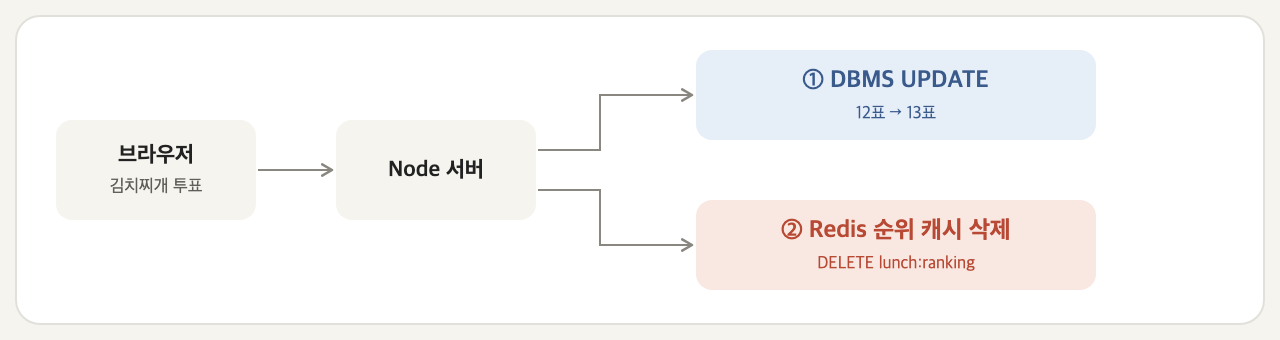 브라우저
김치찌개 투표
Node 서버
① DBMS UPDATE
12표 → 13표
② Redis 순위 캐시 삭제
DELETE lunch:ranking